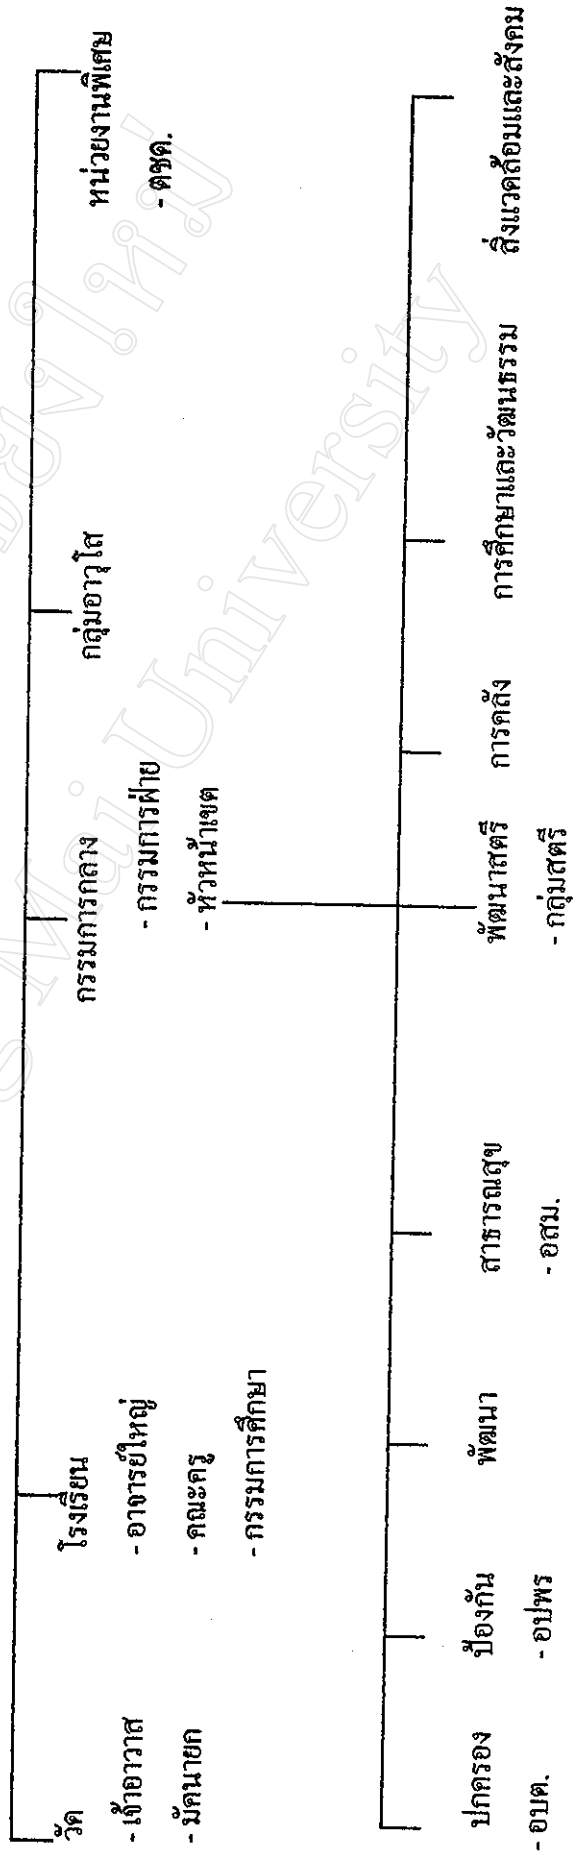 วัด
- เจ้าอาวาส
- มัคนายก
โรงเรียน
- อาจารย์ใหญ่
- คณะครู
- กรรมการศึกษา
กรรมการกลาง
- กรรมการฝ่าย
- หัวหน้าเขต
กลุ่มอาวุโส
หน่วยงานพิเศษ
- ตชด.
ปกครอง
- อบต.
ป้องกัน
- อปพร
พัฒนา
สาธารณสุข
- อสม.
พัฒนาสตรี
- กลุ่มสตรี
การคลัง
การศึกษาและวัฒนธรรม
สิ่งแวดล้อมและสังคม
Mai University